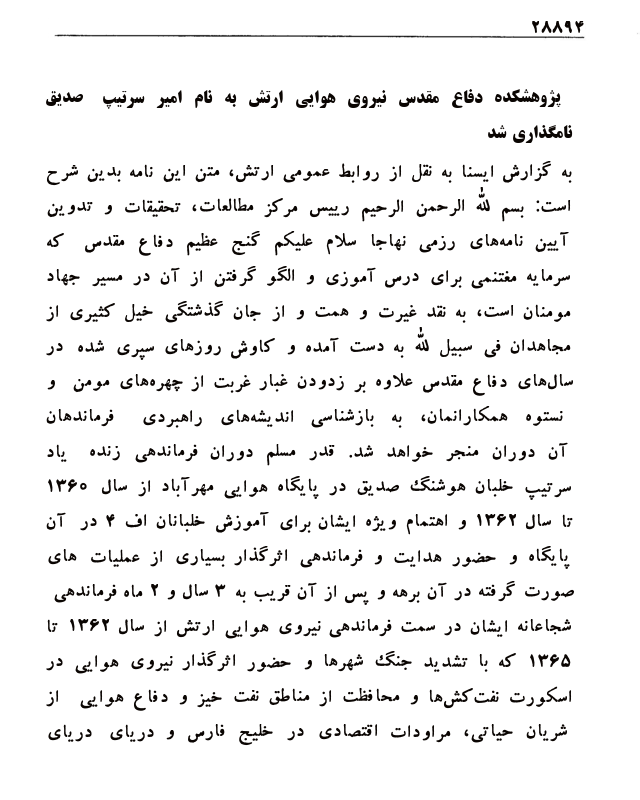 ۲۸۸۹۴
پژوهشکده دفاع مقدس نیروی هوایی ارتش به نام امیر سرتیپ صدیق
نامگذاری شد
به گزارش ایسنا به نقل از روابط عمومی ارتش، متن این نامه بدین شرح
است: بسم لله الرحمن الرحیم رییس مرکز مطالعات، تحقیقات و تدوین
آیین نامه‌های رزمی نهاجا سلام علیکم گنج عظیم دفاع مقدس که
سرمایه مغتنمی برای درس آموزی و الگو گرفتن از آن در مسیر جهاد
مومنان است، به نقد غیرت و همت و از جان گذشتگی خیل کثیری از
مجاهدان فی سبیل لله به دست آمده و کاوش روزهای سپری شده در
سال‌های دفاع مقدس علاوه بر زدودن غبار غربت از چهره‌های مومن و
نستوه همکارانمان، به بازشناسی اندیشه‌های راهبردی فرماندهان
آن دوران منجر خواهد شد. قدر مسلم دوران فرماندهی زنده یاد
سرتیپ خلبان هوشنگ صدیق در پایگاه هوایی مهرآباد از سال ۱۳۶۰
تا سال ۱۳۶۲ و اهتمام ویژه ایشان برای آموزش خلبانان اف ۴ در آن
پایگاه و حضور هدایت و فرماندهی اثرگذار بسیاری از عملیات های
صورت گرفته در آن برهه و پس از آن قریب به ۳ سال و ۲ ماه فرماندهی
شجاعانه ایشان در سمت فرماندهی نیروی هوایی ارتش از سال ۱۳۶۲ تا
۱۳۶۵ که با تشدید جنگ شهرها و حضور اثرگذار نیروی هوایی در
اسکورت نفت‌کش‌ها و محافظت از مناطق نفت خیز و دفاع هوایی از
شریان حیاتی، مراودات اقتصادی در خلیج فارس و دریای دریای